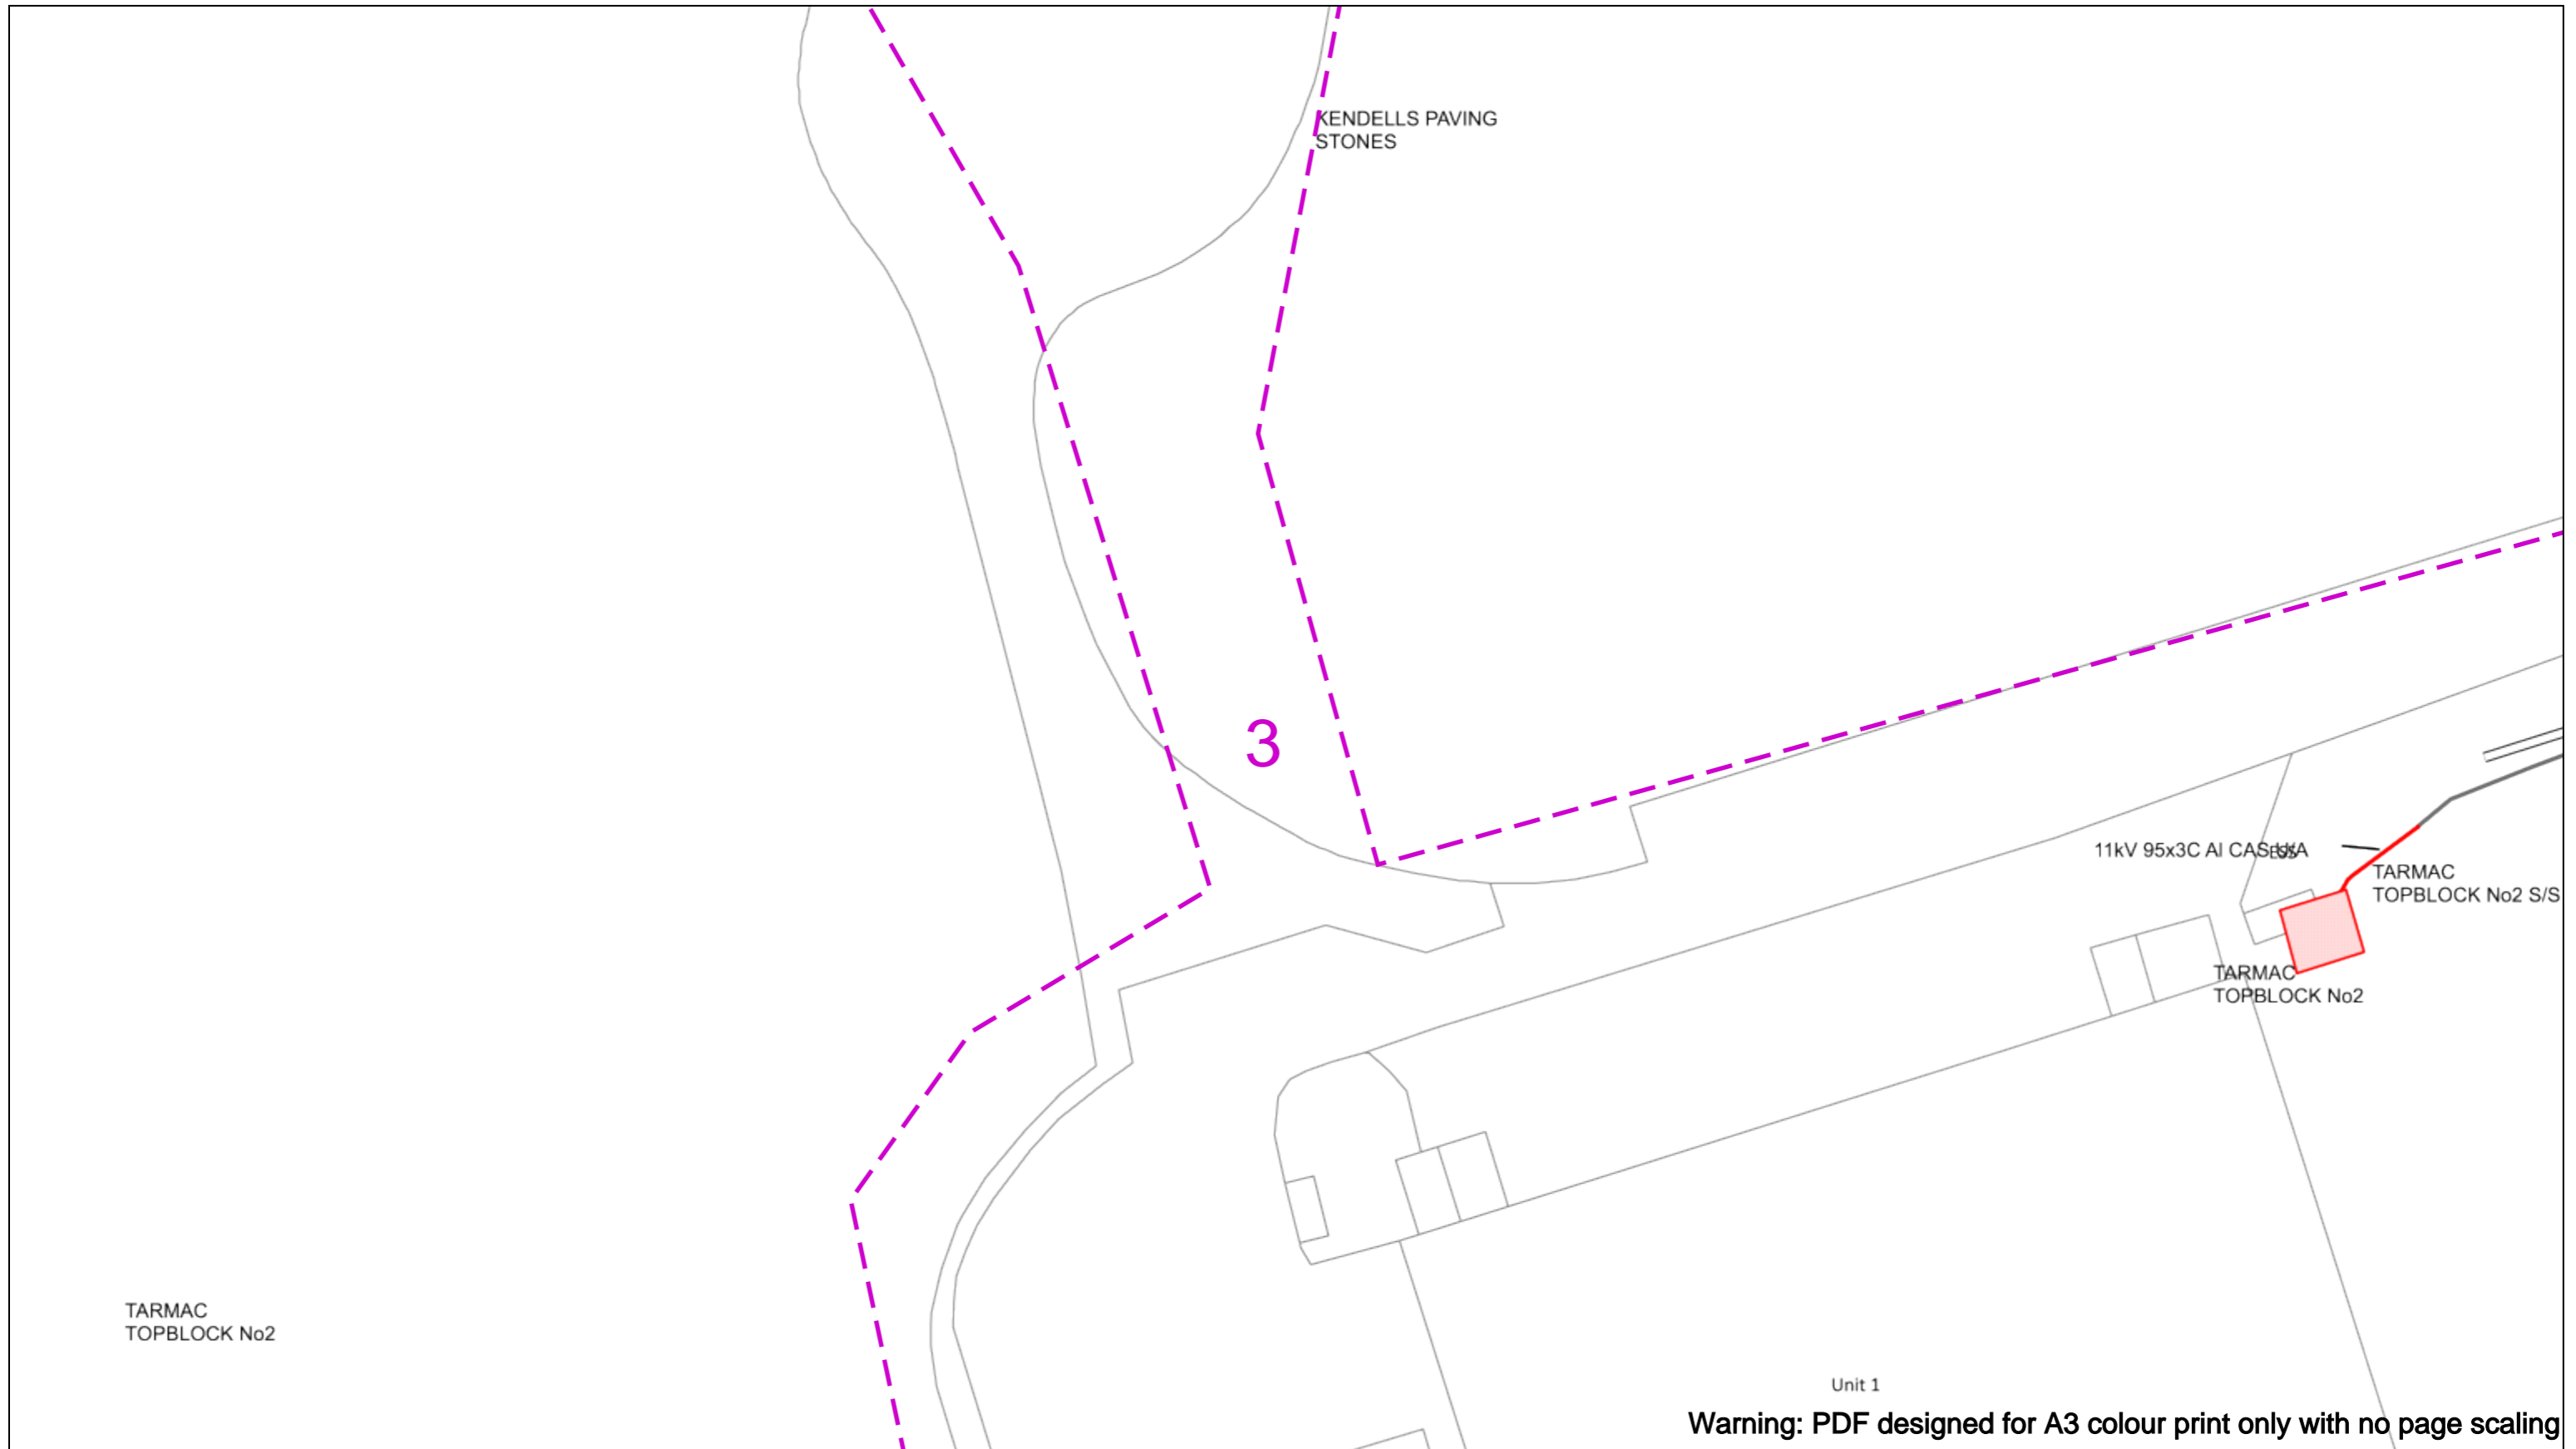 KENDELLS PAVING
STONES
3
11kV 95x3C Al CAS
ESS
TARMAC
TOPBLOCK No2 S/S
TARMAC
TOPBLOCK No2
TARMAC
TOPBLOCK No2
Unit 1
Warning: PDF designed for A3 colour print only with no page scaling